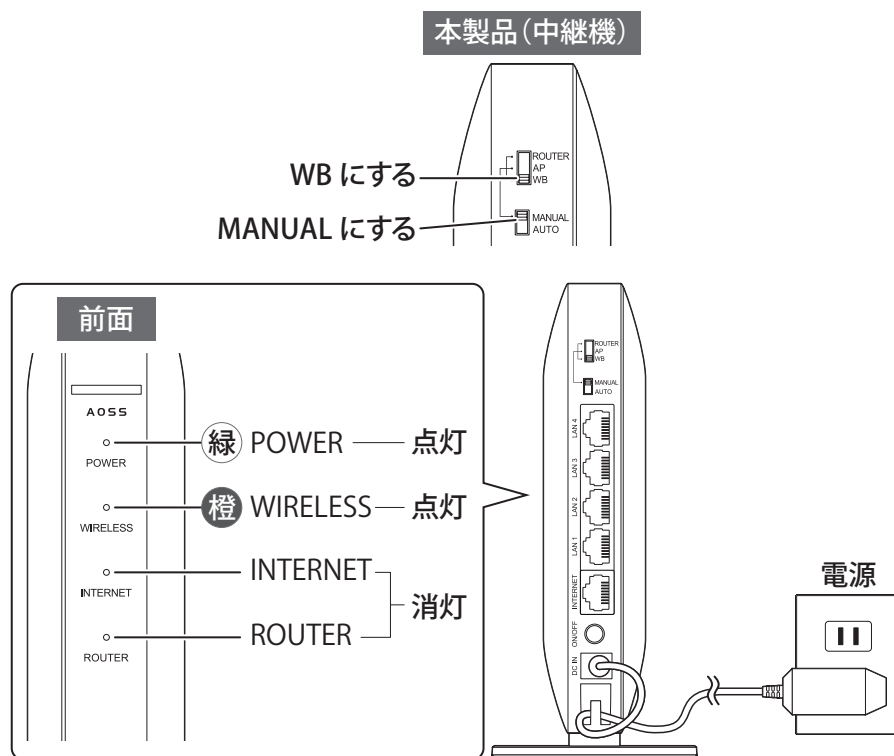 本製品（中継機）
ROUTER
AP
WB
WB にする
MANUAL
AUTO
MANUAL にする
前面
AOSS
POWER
緑 POWER 点灯
WIRELESS
橙 WIRELESS 点灯
INTERNET
INTERNET
消灯
ROUTER
ROUTER
ROUTER
AP
WB
MANUAL
AUTO
LAN 4
LAN 3
LAN 2
LAN 1
INTERNET
ON/OFF
DC IN
電源